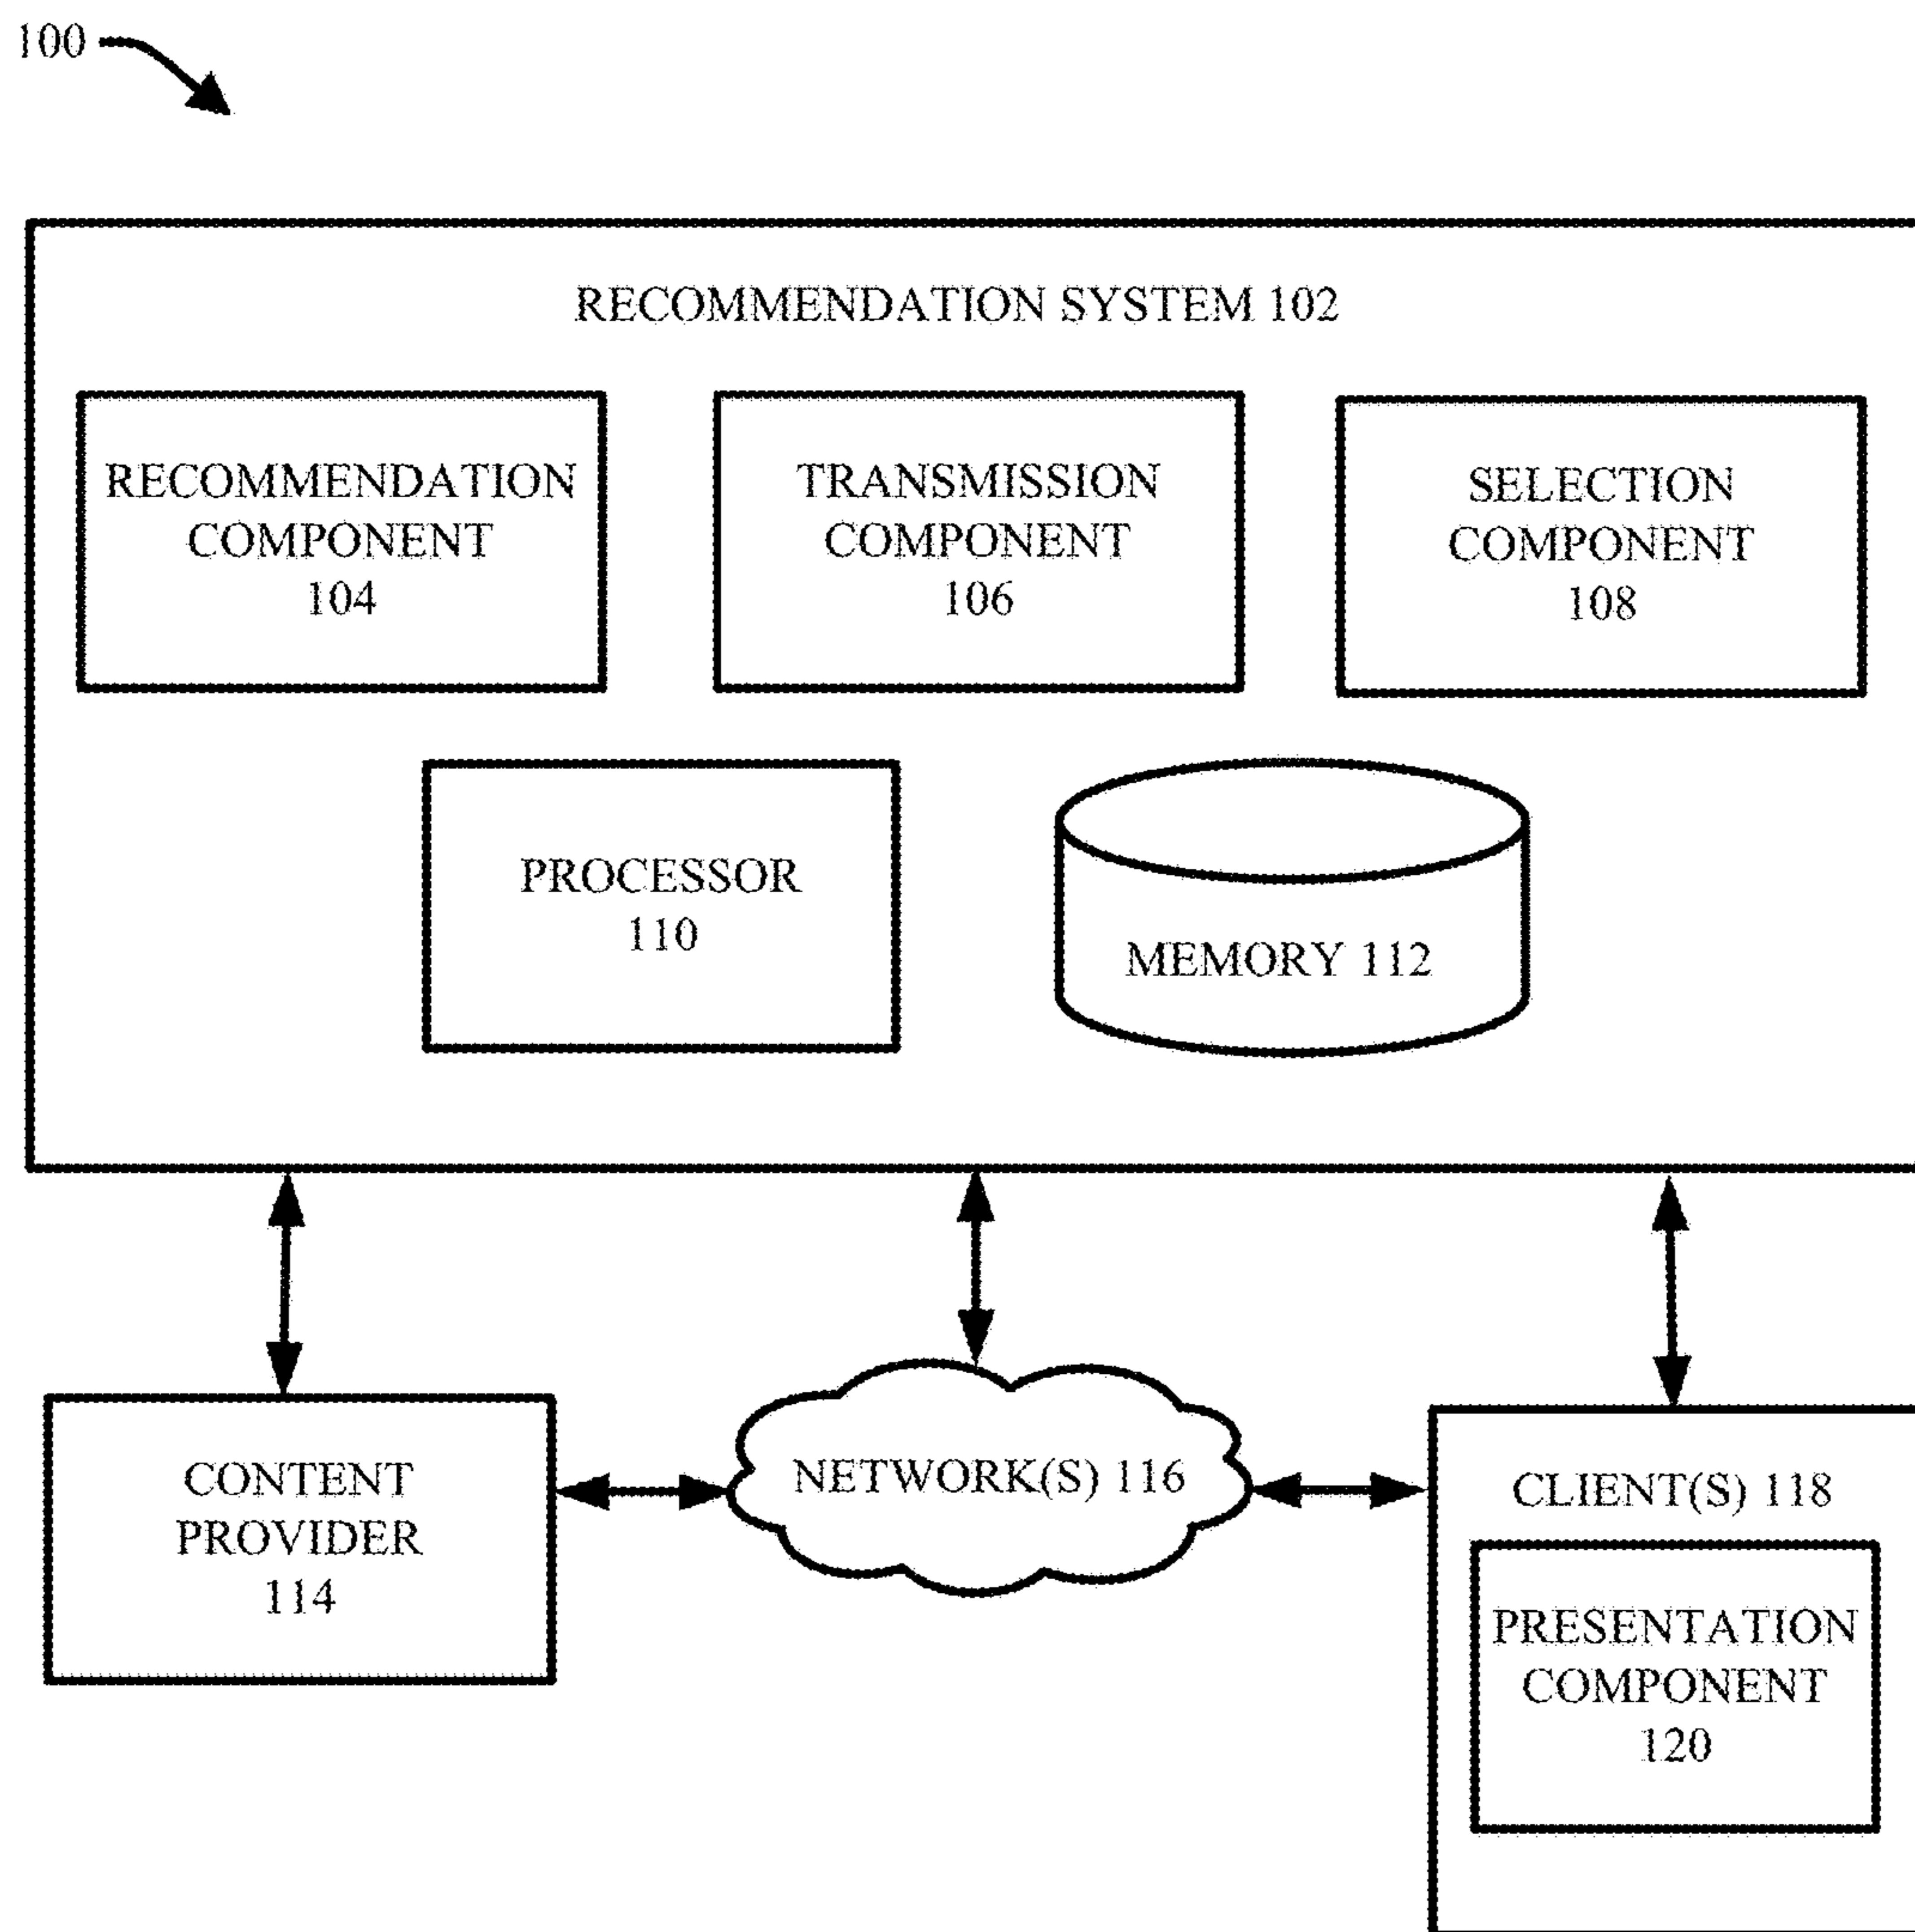 100
RECOMMENDATION SYSTEM 102
RECOMMENDATION
COMPONENT
104
TRANSMISSION
COMPONENT
106
SELECTION
COMPONENT
108
PROCESSOR
110
MEMORY 112
CONTENT
PROVIDER
114
NETWORK(S) 116
CLIENT(S) 118
PRESENTATION
COMPONENT
120